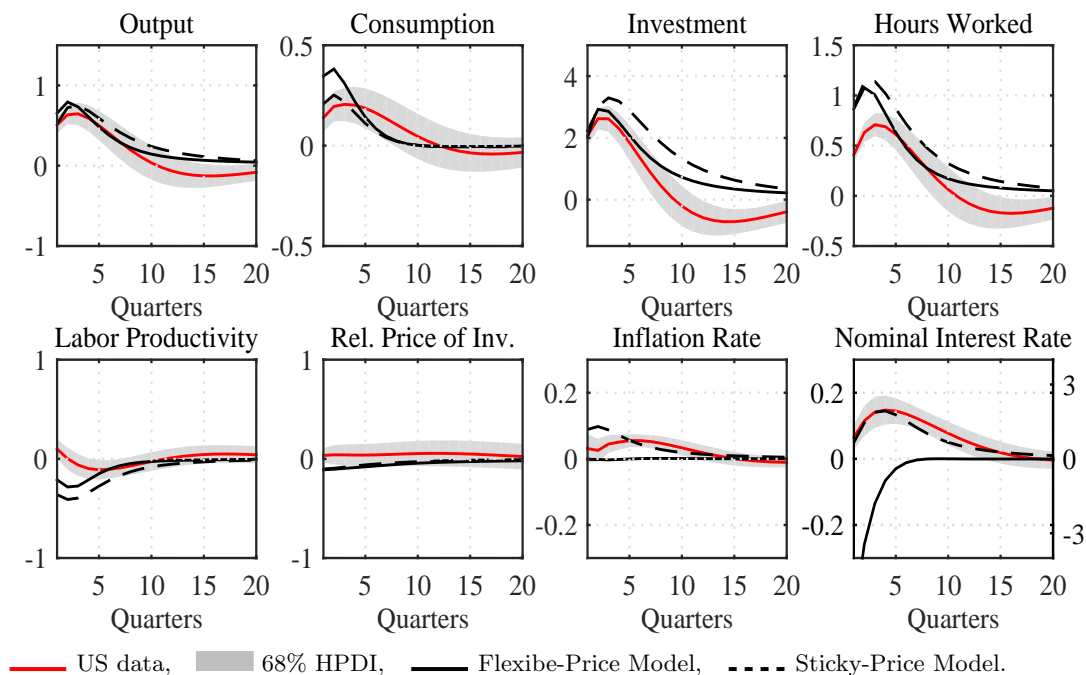 Output Consumption Investment Hours Worked
1 0.5 4 1.5
1
2
0.5
0 0 0 0
-1 -0.5 -0.5
5 10 15 20 5 10 15 20 5 10 15 20 5 10 15 20
Quarters Quarters Quarters Quarters
Labor Productivity Rel. Price of Inv. Inflation Rate Nominal Interest Rate
1 1
0.2 0.2 3
0 0 0 0 0
-0.2 -0.2 -3
-1 -1
5 10 15 20 5 10 15 20 5 10 15 20 5 10 15 20
Quarters Quarters Quarters Quarters
US data, 68% HPDI, Flexibe-Price Model, Sticky-Price Model.